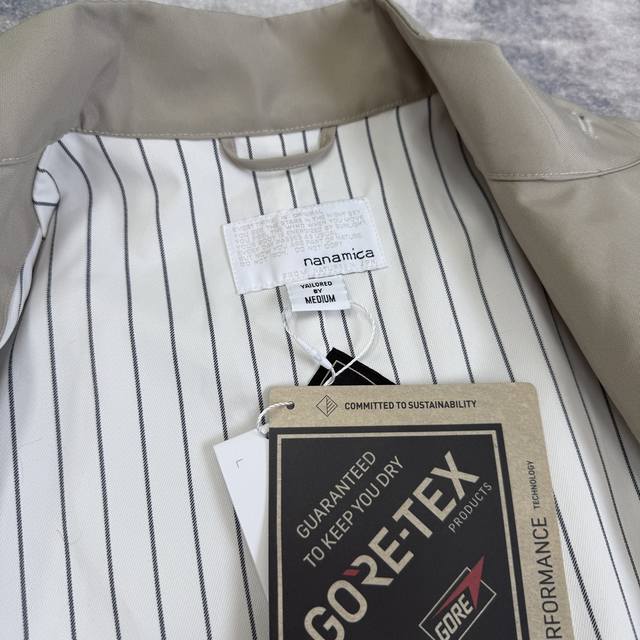 nanamica
TAILORED
BY
MEDIUM
COMMITTED TO SUSTAINABILITY
GUARANTEED
TO KEEP YOU DRY
GORE-TEX
PRODUCTS
GORE
PERFORMANCE
TECHNOLOGY